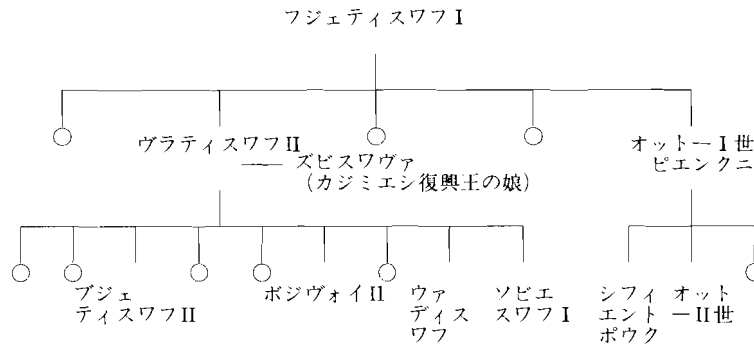 フジェティスワフⅠ
ヴラティスワフⅡ
ズビスワヴァ
(カジミエシ復興王の娘)
オットーⅠ世
ピエンクニ
ブジェ
ティスワフⅡ
ボジヴォイⅡ
ウァ
ディス
ワフ
ソビエ
スワフⅠ
シフィ
エント
ポウク
オット
ーⅡ世